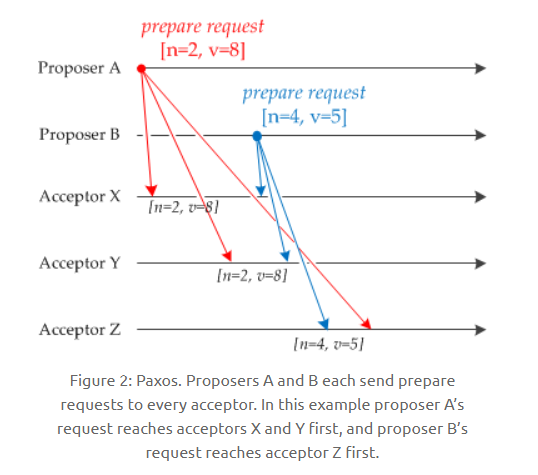 prepare request
[n=2, v=8]
Proposer A
prepare request
[n=4, v=5]
Proposer B
Acceptor X
[n=2, v=8]
Acceptor Y
[n=2, v=8]
Acceptor Z
[n=4, v=5]
Figure 2: Paxos. Proposers A and B each send prepare
requests to every acceptor. In this example proposer A’s
request reaches acceptors X and Y first, and proposer B’s
request reaches acceptor Z first.